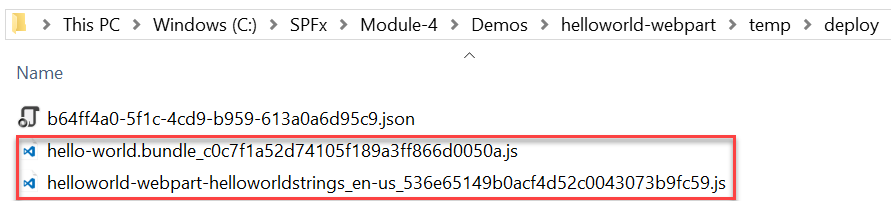 This PC > Windows (C:) > SPFx > Module-4 > Demos > helloworld-webpart > temp > deploy
Name
b64ff4a0-5f1c-4cd9-b959-613a0a6d95c9.json
hello-world.bundle_c0c7f1a52d74105f189a3ff866d0050a.js
helloworld-webpart-helloworldstrings_en-us_536e65149b0acf4d52c0043073b9fc59.js